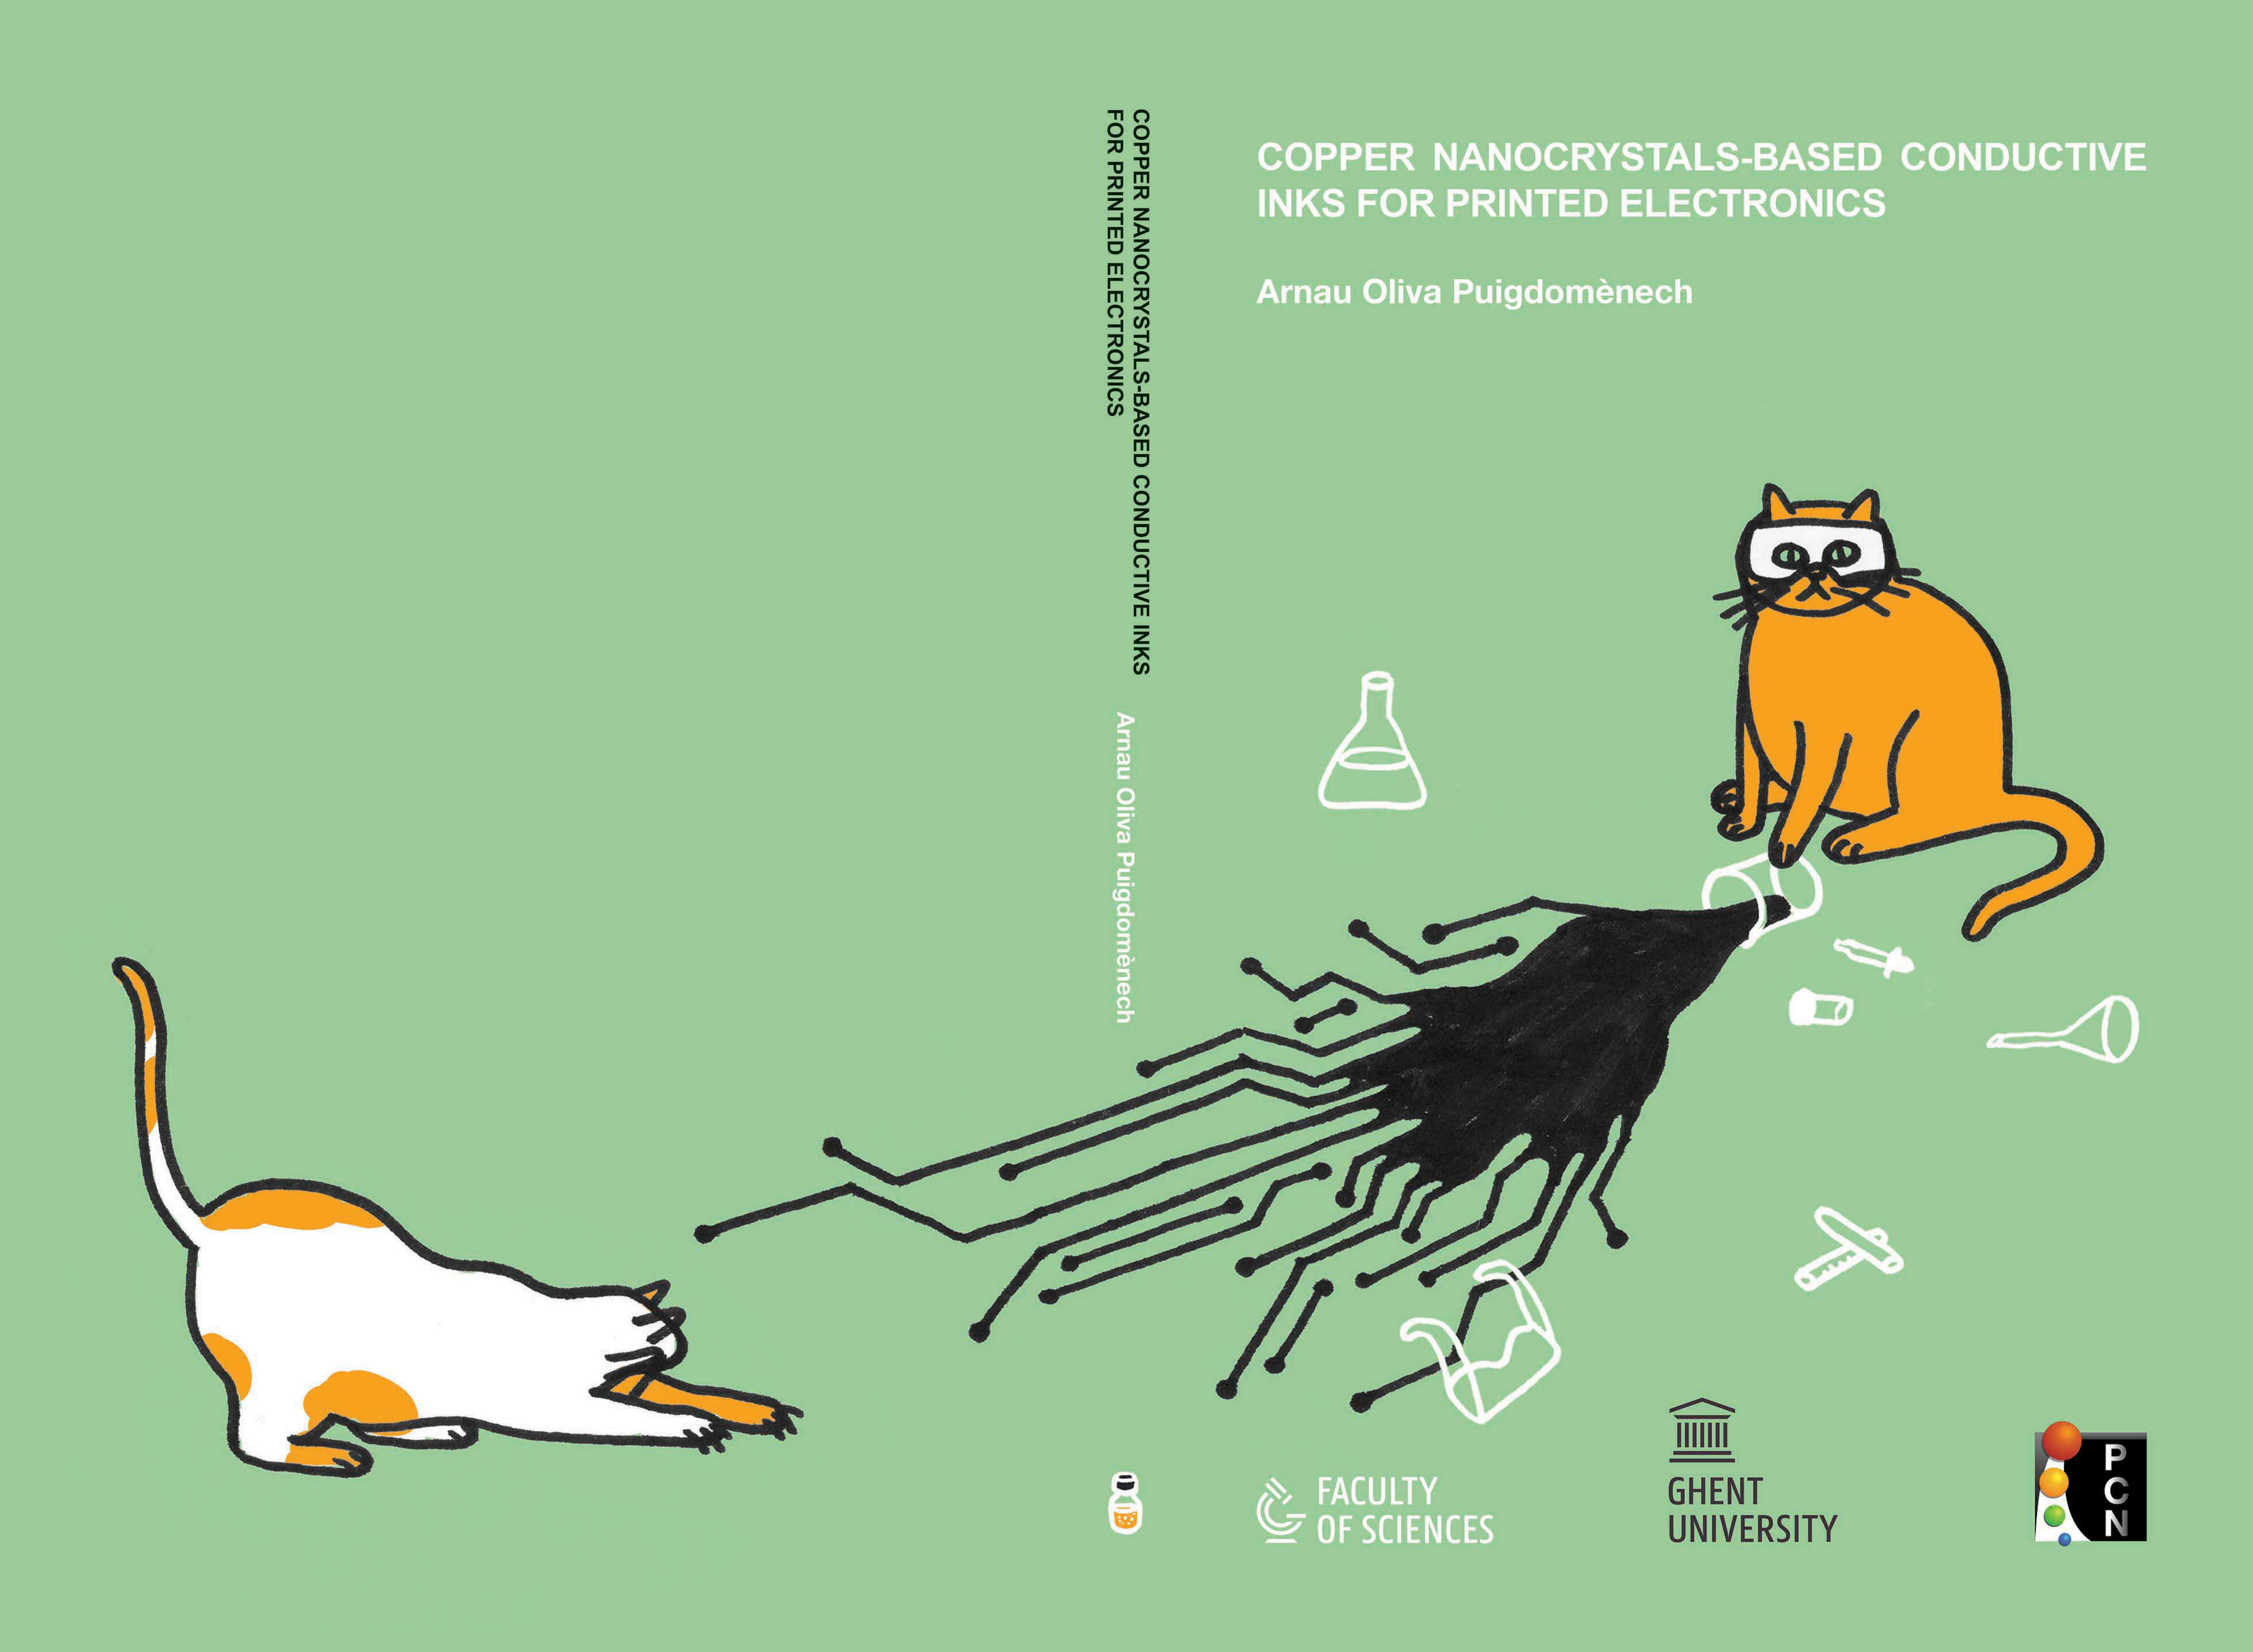 COPPER NANOCRYSTALS-BASED CONDUCTIVE INKS
FOR PRINTED ELECTRONICS
Arnau Oliva Puigdomènech
COPPER NANOCRYSTALS-BASED CONDUCTIVE
INKS FOR PRINTED ELECTRONICS
Arnau Oliva Puigdomènech
FACULTY
OF SCIENCES
GHENT
UNIVERSITY
PCN